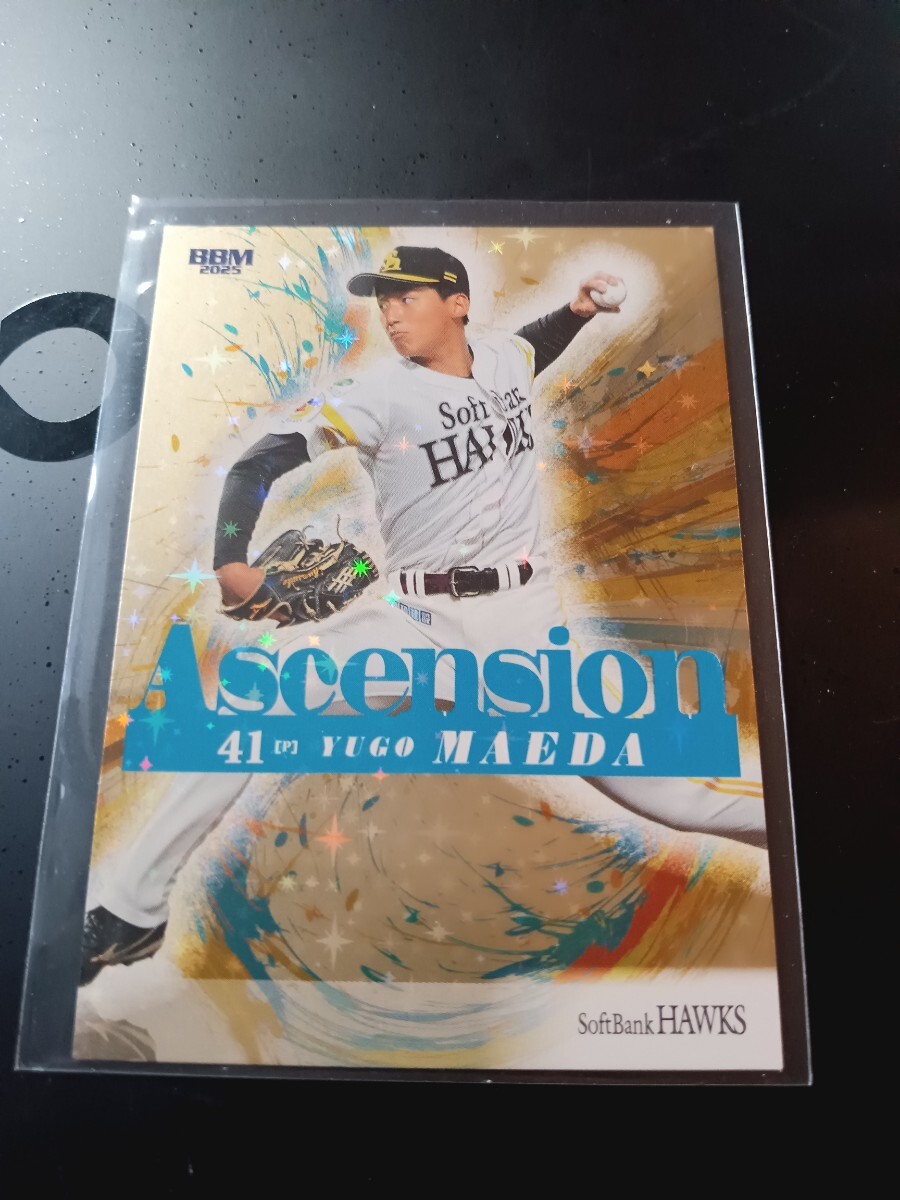 BBM
2025
SoftBank
HAWKS
Ascension
41 [P] YUGO MAEDA
SoftBank HAWKS